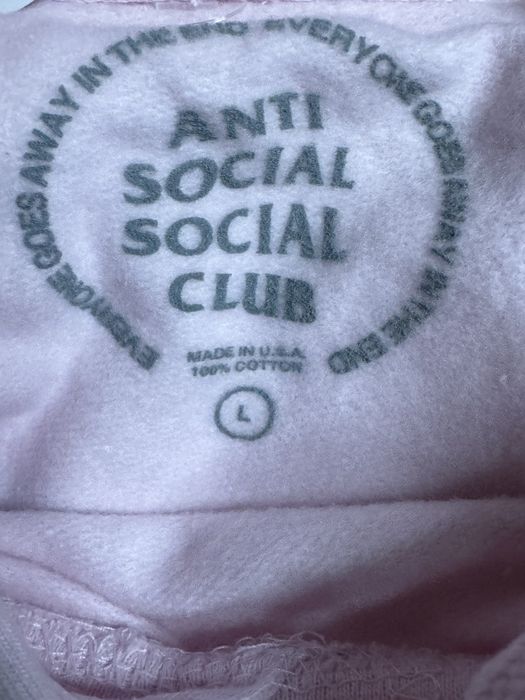 EVERYONE GOES AWAY IN THE END EVERYONE GOES AWAY IN THE END
ANTI
SOCIAL
SOCIAL
CLUB
MADE IN U.S.A.
100% COTTON
L